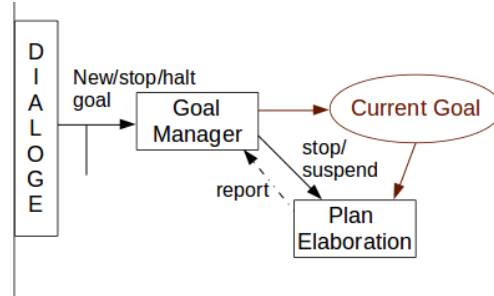 D
I
A
L
O
G
E
New/stop/halt
goal
Goal
Manager
Current Goal
stop/
suspend
report
Plan
Elaboration